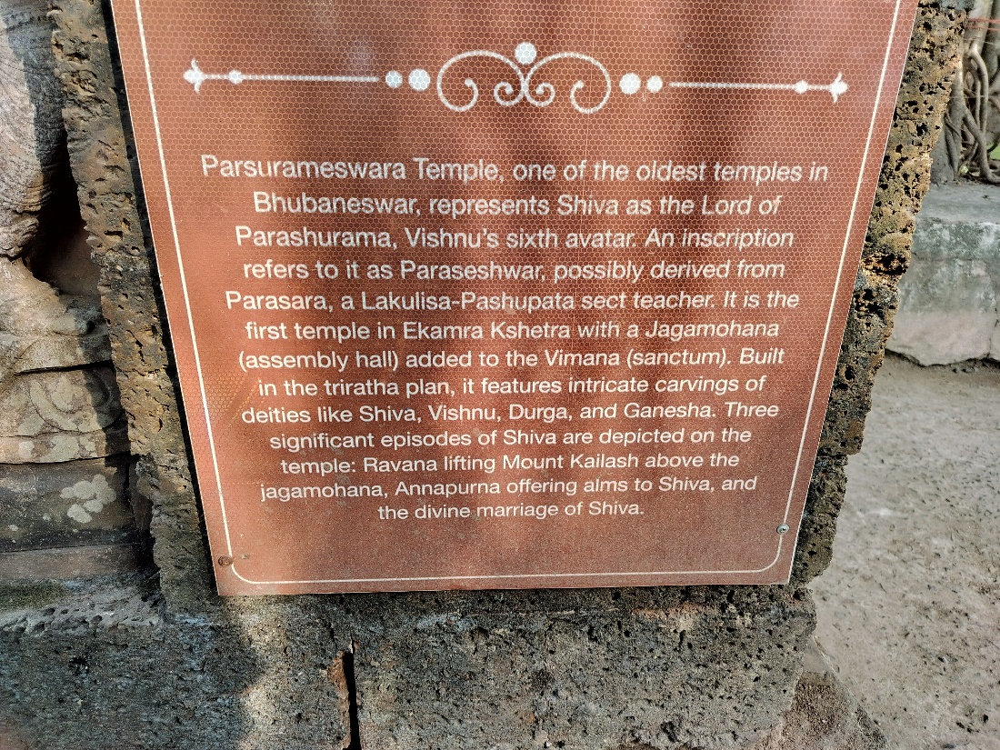 Parsurameswara Temple, one of the oldest temples in
Bhubaneswar, represents Shiva as the Lord of
Parashurama, Vishnu's sixth avatar. An inscription
refers to it as Paraseshwar, possibly derived from
Parasara, a Lakulisa-Pashupata sect teacher. It is the
first temple in Ekamra Kshetra with a Jagamohana
(assembly hall) added to the Vimana (sanctum). Built
in the triratha plan, it features intricate carvings of
deities like Shiva, Vishnu, Durga, and Ganesha. Three
significant episodes of Shiva are depicted on the
temple: Ravana lifting Mount Kailash above the
jagamohana, Annapurna offering alms to Shiva, and
the divine marriage of Shiva.